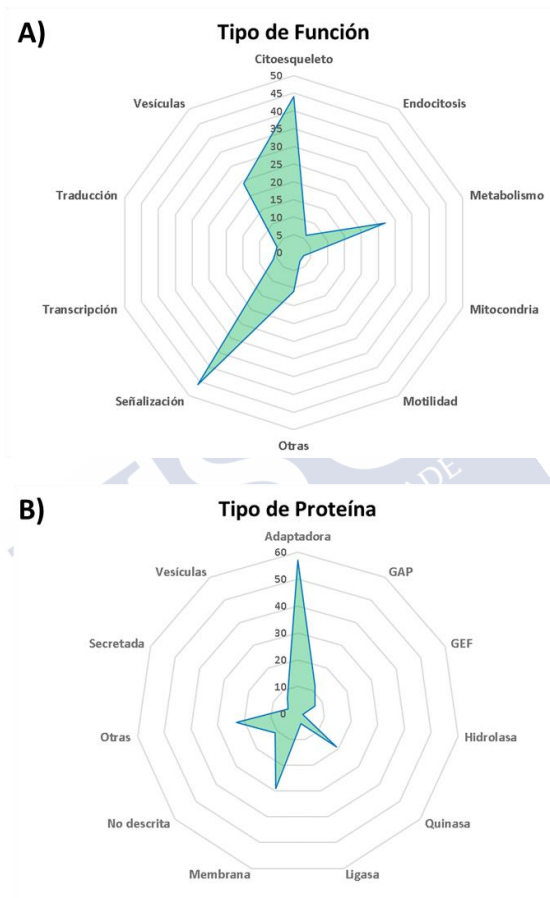 A)
Tipo de Función
Citoesqueleto
50
45
40
35
30
25
20
15
10
5
0
Endocitosis
Metabolismo
Mitocondria
Motilidad
Otras
Señalización
Transcripción
Traducción
Vesículas
DE
B)
Tipo de Proteína
Adaptadora
60
50
40
30
20
10
0
GAP
GEF
Hidrolasa
Quinasa
Ligasa
Membrana
No descrita
Otras
Secretada
Vesículas